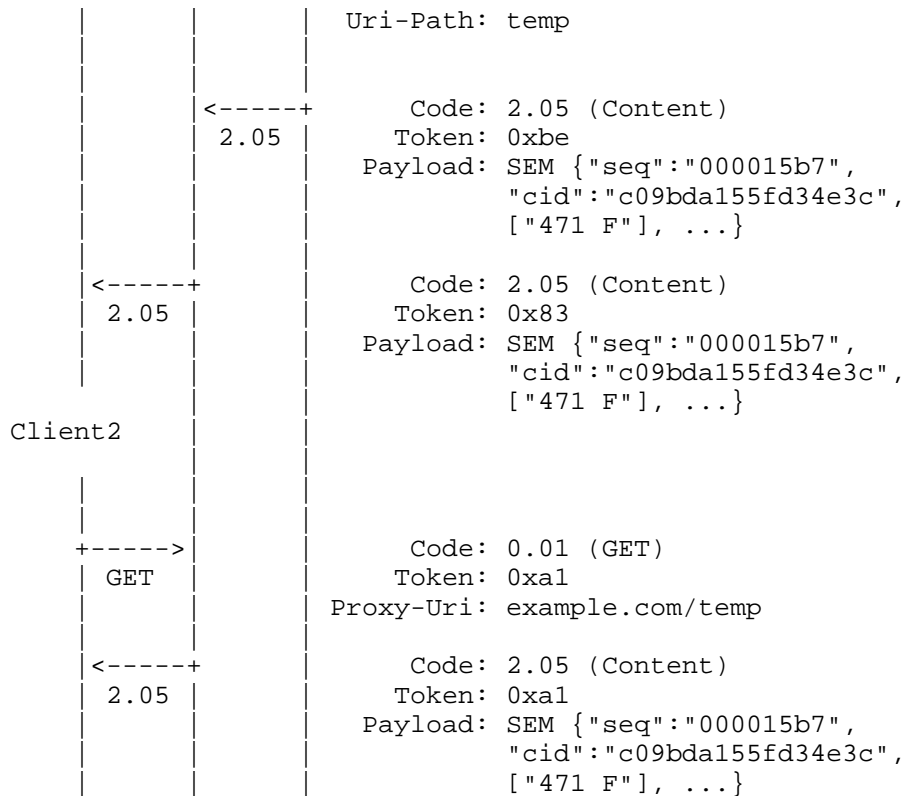 Uri-Path: temp
<-----+ Code: 2.05 (Content)
2.05 Token: 0xbe
Payload: SEM {"seq":"000015b7",
"cid":"c09bda155fd34e3c",
["471 F"], ...}
<-----+ Code: 2.05 (Content)
2.05 Token: 0x83
Payload: SEM {"seq":"000015b7",
"cid":"c09bda155fd34e3c",
["471 F"], ...}
Client2
+-----> Code: 0.01 (GET)
GET Token: 0xa1
Proxy-Uri: example.com/temp
<-----+ Code: 2.05 (Content)
2.05 Token: 0xa1
Payload: SEM {"seq":"000015b7",
"cid":"c09bda155fd34e3c",
["471 F"], ...}